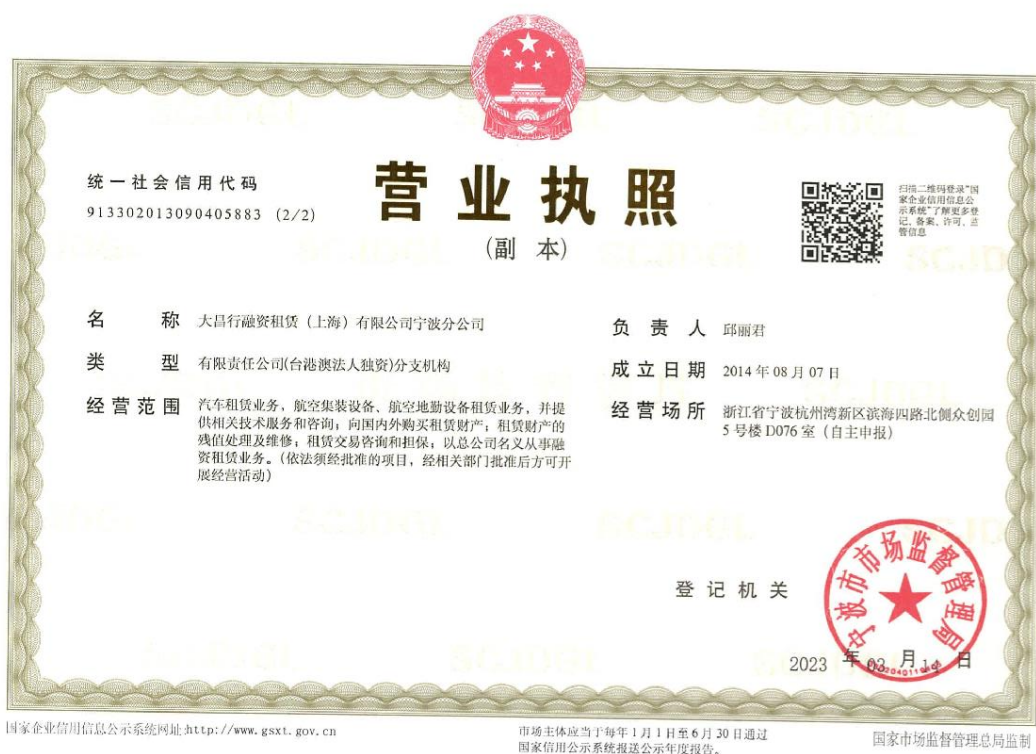 营业执照
(副 本)
统一社会信用代码
913302013090405883 (2/2)
扫描二维码登录“国
家企业信用信息公
示系统”了解更多登
记、备案、许可、监
管信息
名 称 大昌行融资租赁（上海）有限公司宁波分公司
类 型 有限责任公司(台港澳法人独资)分支机构
经营范围 汽车租赁业务，航空集装设备、航空地勤设备租赁业务，并提
供相关技术服务和咨询；向国内外购买租赁财产；租赁财产的
残值处理及维修；租赁交易咨询和担保；以总公司名义从事融
资租赁业务。（依法须经批准的项目，经相关部门批准后方可开
展经营活动）
负 责 人 邱丽君
成立日期 2014 年 08 月 07 日
经营场所 浙江省宁波杭州湾新区滨海四路北侧众创园
5 号楼 D076 室（自主申报）
登记机关
宁波市市场监督管理局
2023 年 03 月 日
国家企业信用信息公示系统网址:http://www.gsxt.gov.cn
市场主体应当于每年 1 月 1 日至 6 月 30 日通过
国家信用公示系统报送公示年度报告。
国家市场监督管理总局监制